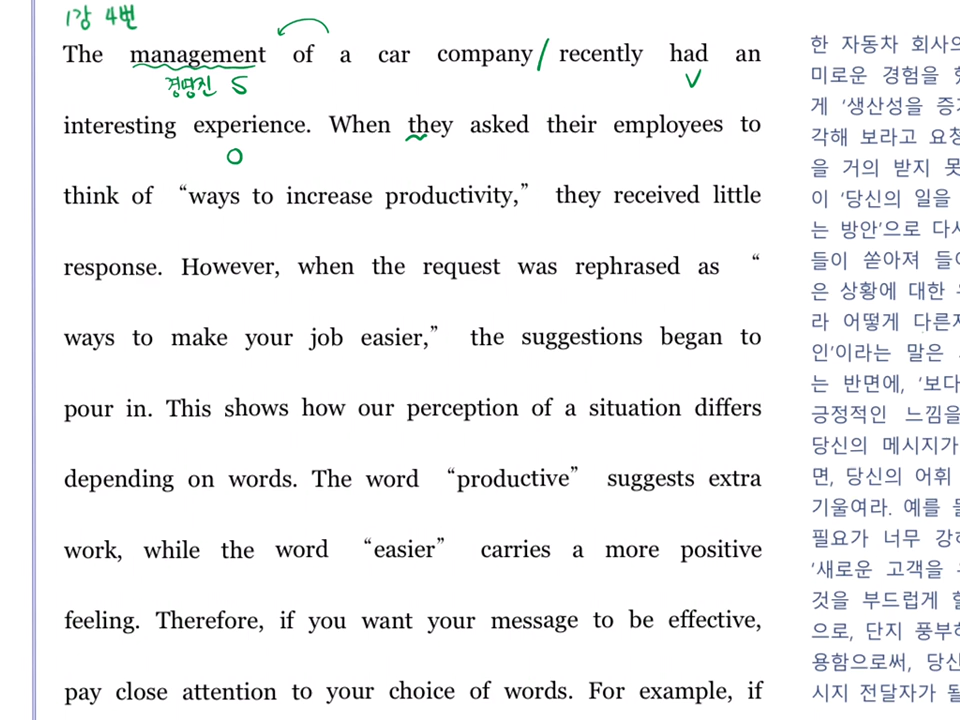 1강 4번
The management of a car company / recently had an
경영진 S V
interesting experience. When they asked their employees to
O
think of “ways to increase productivity,” they received little
response. However, when the request was rephrased as “
ways to make your job easier,” the suggestions began to
pour in. This shows how our perception of a situation differs
depending on words. The word “productive” suggests extra
work, while the word “easier” carries a more positive
feeling. Therefore, if you want your message to be effective,
pay close attention to your choice of words. For example, if
한 자동차 회사의
미로운 경험을 했
게 ‘생산성을 증가
각해 보라고 요청
을 거의 받지 못
이 ‘당신의 일을
는 방안’으로 다시
들이 쏟아져 들어
은 상황에 대한
라 어떻게 다른지
인’이라는 말은
는 반면에, ‘보다
긍정적인 느낌을
당신의 메시지가
면, 당신의 어휘
기울여라. 예를 들
필요가 너무 강하
‘새로운 고객을
것을 부드럽게 할
으로, 단지 풍부하
용함으로써, 당신
시지 전달자가 될